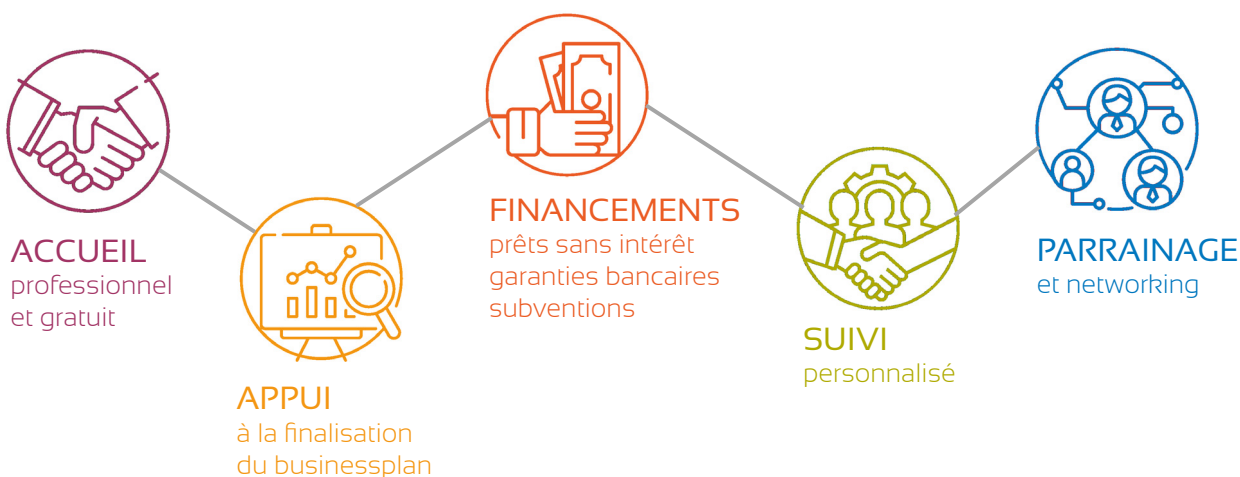 ACCUEIL
professionnel
et gratuit
APPUI
à la finalisation
du businessplan
FINANCEMENTS
prêts sans intérêt
garanties bancaires
subventions
SUIVI
personnalisé
PARRAINAGE
et networking